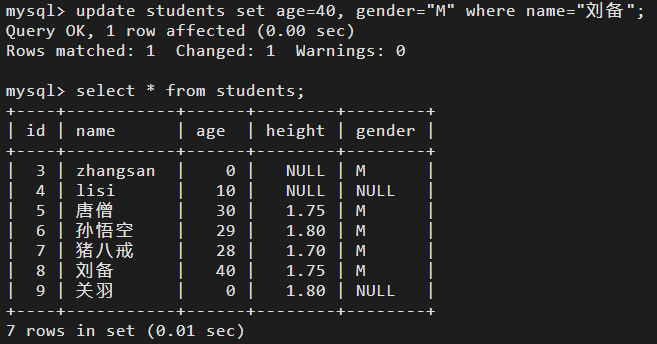 mysql> update students set age=40, gender="M" where name="刘备";
Query OK, 1 row affected (0.00 sec)
Rows matched: 1  Changed: 1  Warnings: 0

mysql> select * from students;
+----+-----------+------+--------+--------+
| id | name      | age  | height | gender |
+----+-----------+------+--------+--------+
|  3 | zhangsan  |    0 |   NULL | M      |
|  4 | lisi      |   10 |   NULL | NULL   |
|  5 | 唐僧      |   30 |   1.75 | M      |
|  6 | 孙悟空    |   29 |   1.80 | M      |
|  7 | 猪八戒    |   28 |   1.70 | M      |
|  8 | 刘备      |   40 |   1.75 | M      |
|  9 | 关羽      |    0 |   1.80 | NULL   |
+----+-----------+------+--------+--------+
7 rows in set (0.01 sec)